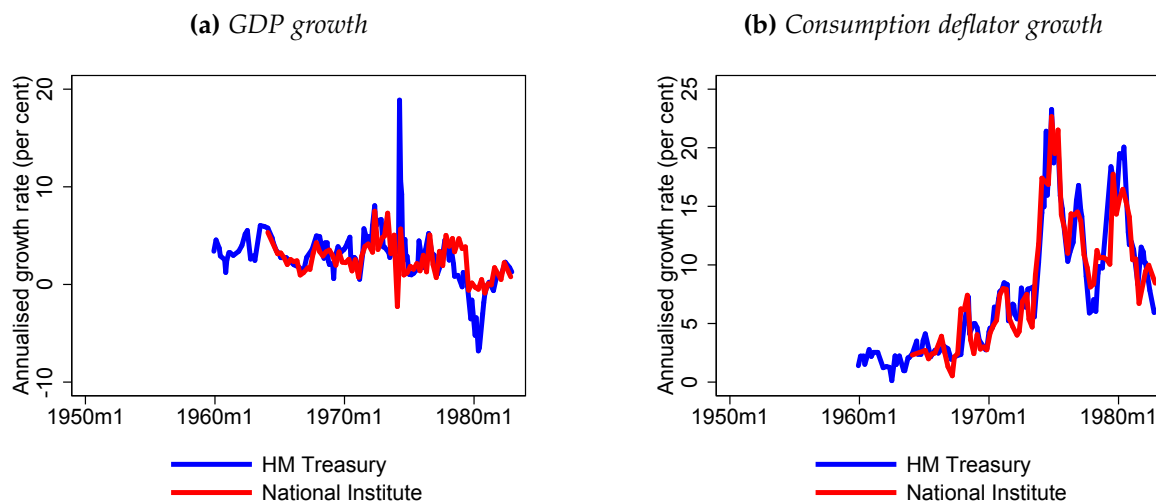 (a) GDP growth
Annualised growth rate (per cent)
20
10
0
-10
1950m1 1960m1 1970m1 1980m1
HM Treasury
National Institute
(b) Consumption deflator growth
Annualised growth rate (per cent)
25
20
15
10
5
0
1950m1 1960m1 1970m1 1980m1
HM Treasury
National Institute